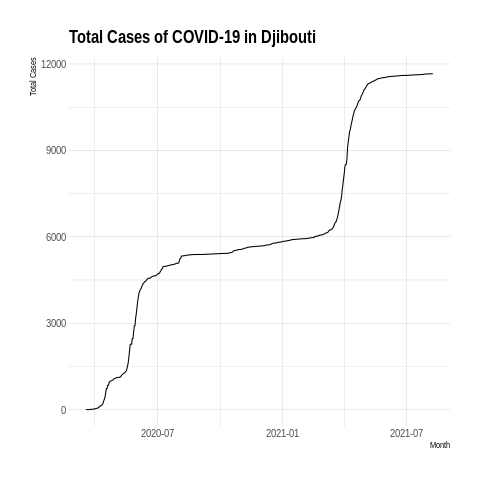 Total Cases of COVID-19 in Djibouti
Total Cases
12000
9000
6000
3000
0
2020-07
2021-01
2021-07
Month